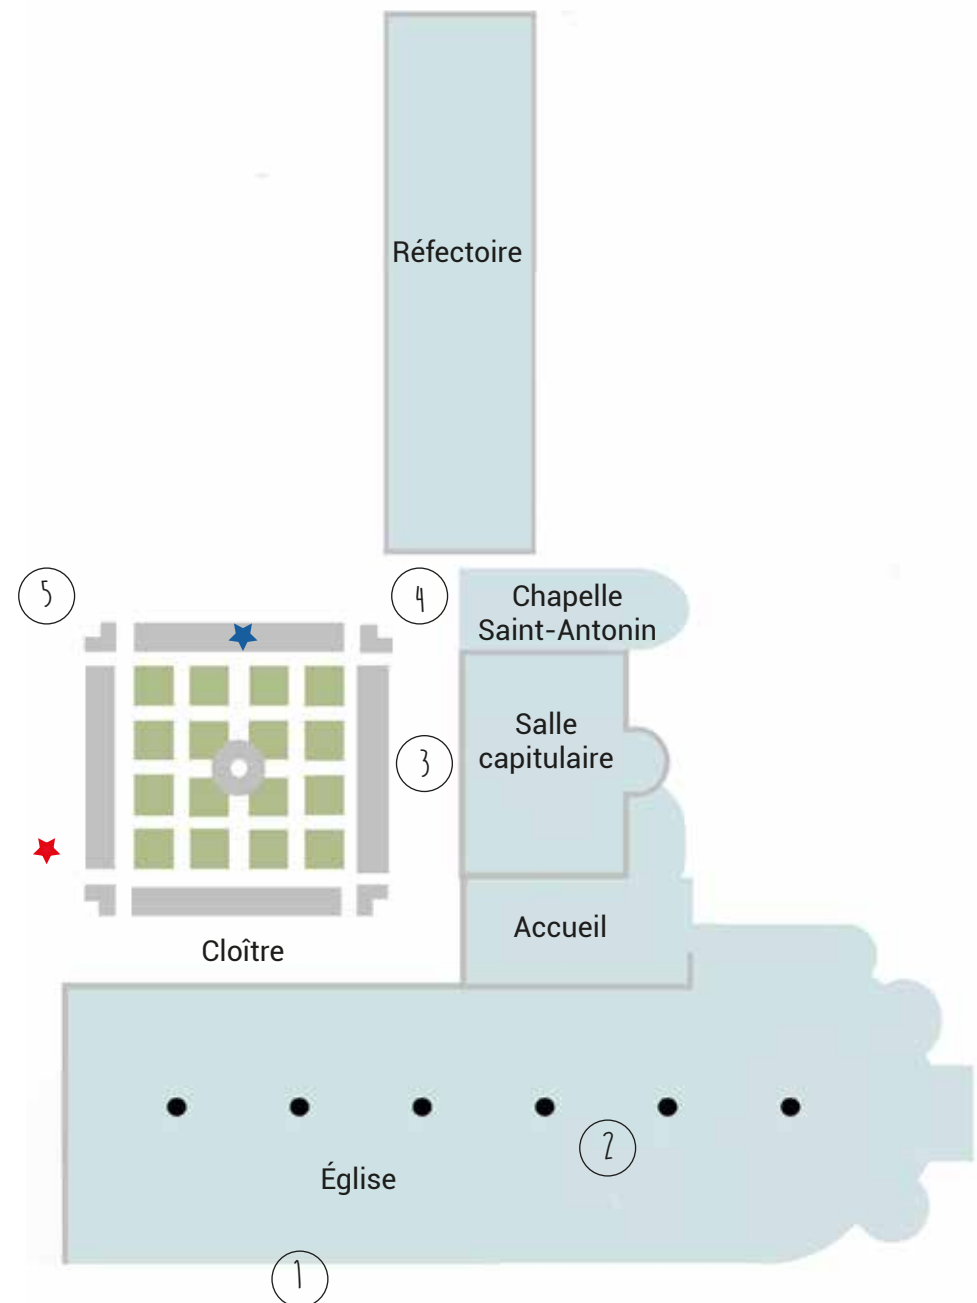 Réfectoire
5
4
Chapelle
Saint-Antonin
Salle
capitulaire
3
Accueil
Cloître
2
Église
1